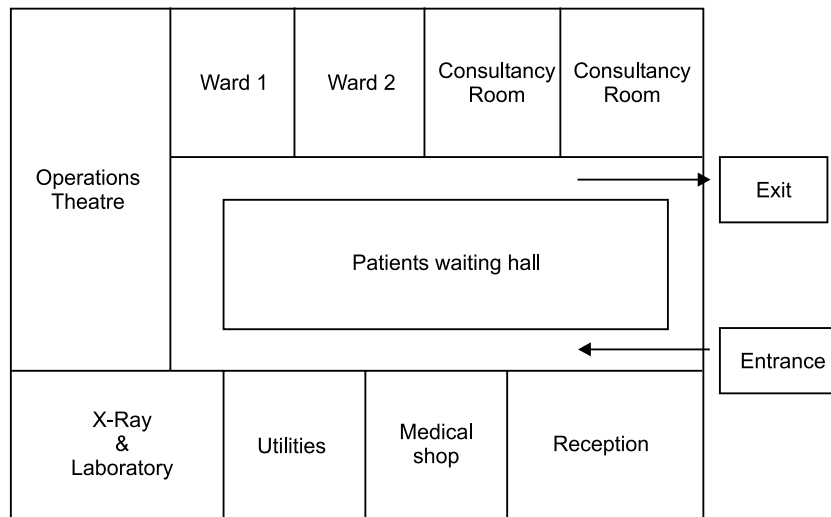 Ward 1
Ward 2
Consultancy
Room
Consultancy
Room
Operations
Theatre
Exit
Patients waiting hall
Entrance
X-Ray
&
Laboratory
Utilities
Medical
shop
Reception